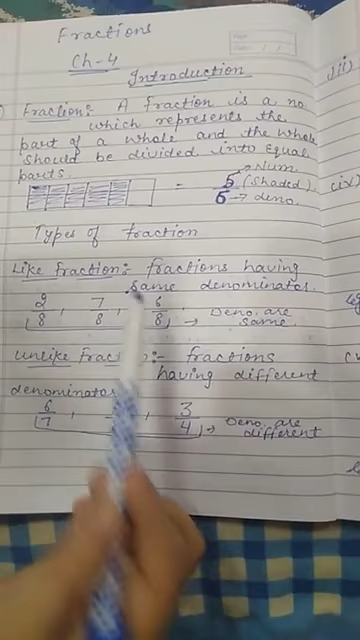 Fractions
Ch-4
Introduction
Fraction:- A fraction is a no
which represents the
part of a whole and the whole
should be divided into equal
parts.
= 5/6 → Num (Shaded) → deno.
Types of fraction
Like fraction:- fractions having
same denominator.
2/8, 7/8, 6/8, → Deno. are
same.
Unlike fraction:- fractions
having different
denominator
6/7, , 3/4 → Deno. are
different